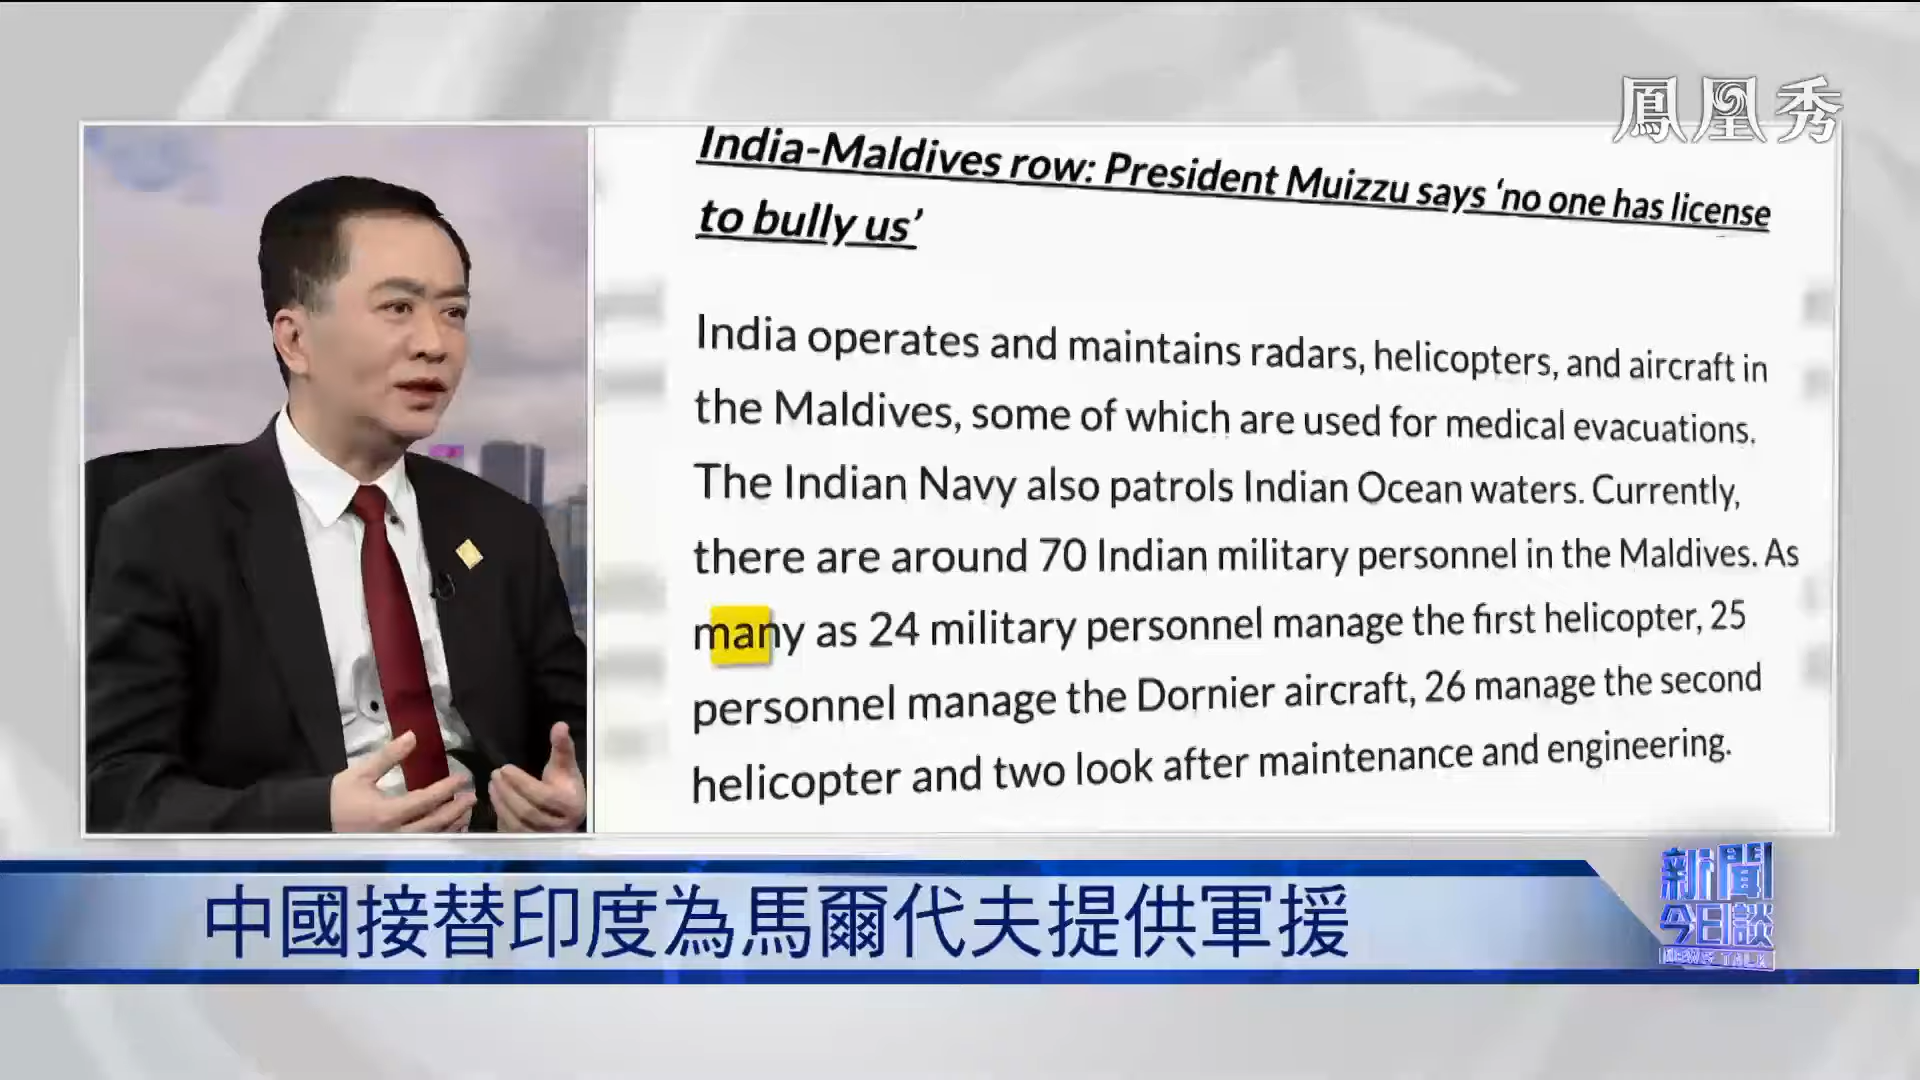 鳳凰秀
India-Maldives row: President Muizzu says ‘no one has license
to bully us’
India operates and maintains radars, helicopters, and aircraft in
the Maldives, some of which are used for medical evacuations.
The Indian Navy also patrols Indian Ocean waters. Currently,
there are around 70 Indian military personnel in the Maldives. As
many as 24 military personnel manage the first helicopter, 25
personnel manage the Dornier aircraft, 26 manage the second
helicopter and two look after maintenance and engineering.
中國接替印度為馬爾代夫提供軍援
新聞
今日談
NEWS TALK